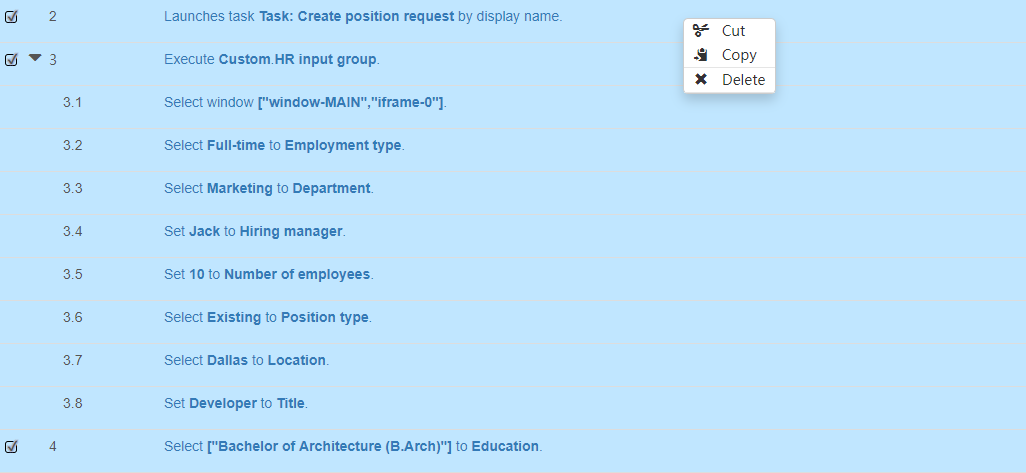 2 Launches task Task: Create position request by display name.
Cut
3 Execute Custom.HR input group.
Copy
Delete
3.1 Select window ["window-MAIN","iframe-0"].
3.2 Select Full-time to Employment type.
3.3 Select Marketing to Department.
3.4 Set Jack to Hiring manager.
3.5 Set 10 to Number of employees.
3.6 Select Existing to Position type.
3.7 Select Dallas to Location.
3.8 Set Developer to Title.
4 Select ["Bachelor of Architecture (B.Arch)"] to Education.